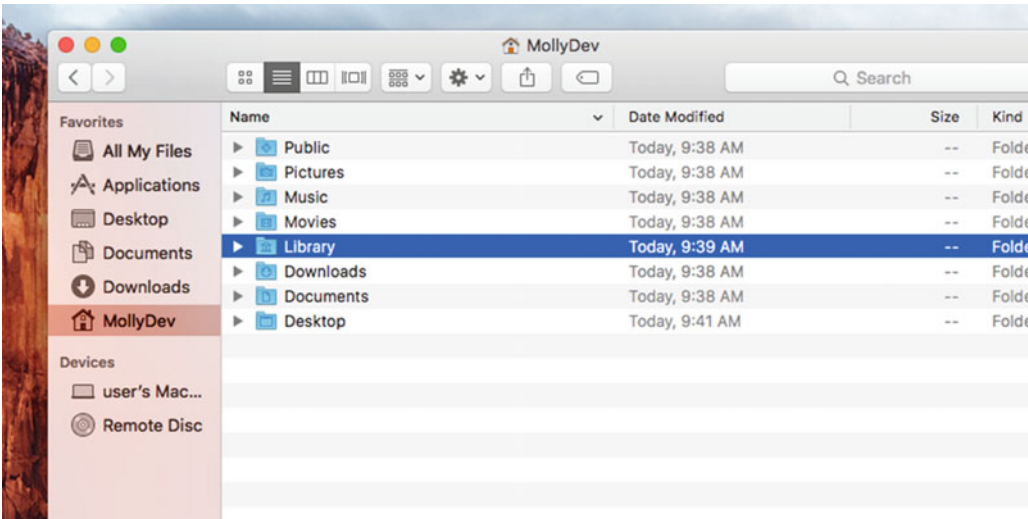 MollyDev
Search
Favorites
All My Files
Applications
Desktop
Documents
Downloads
MollyDev
Devices
user's Mac...
Remote Disc
Name Date Modified Size Kind
Public Today, 9:38 AM -- Folde
Pictures Today, 9:38 AM -- Folde
Music Today, 9:38 AM -- Folde
Movies Today, 9:38 AM -- Folde
Library Today, 9:39 AM -- Folde
Downloads Today, 9:38 AM -- Folde
Documents Today, 9:38 AM -- Folde
Desktop Today, 9:41 AM -- Folde